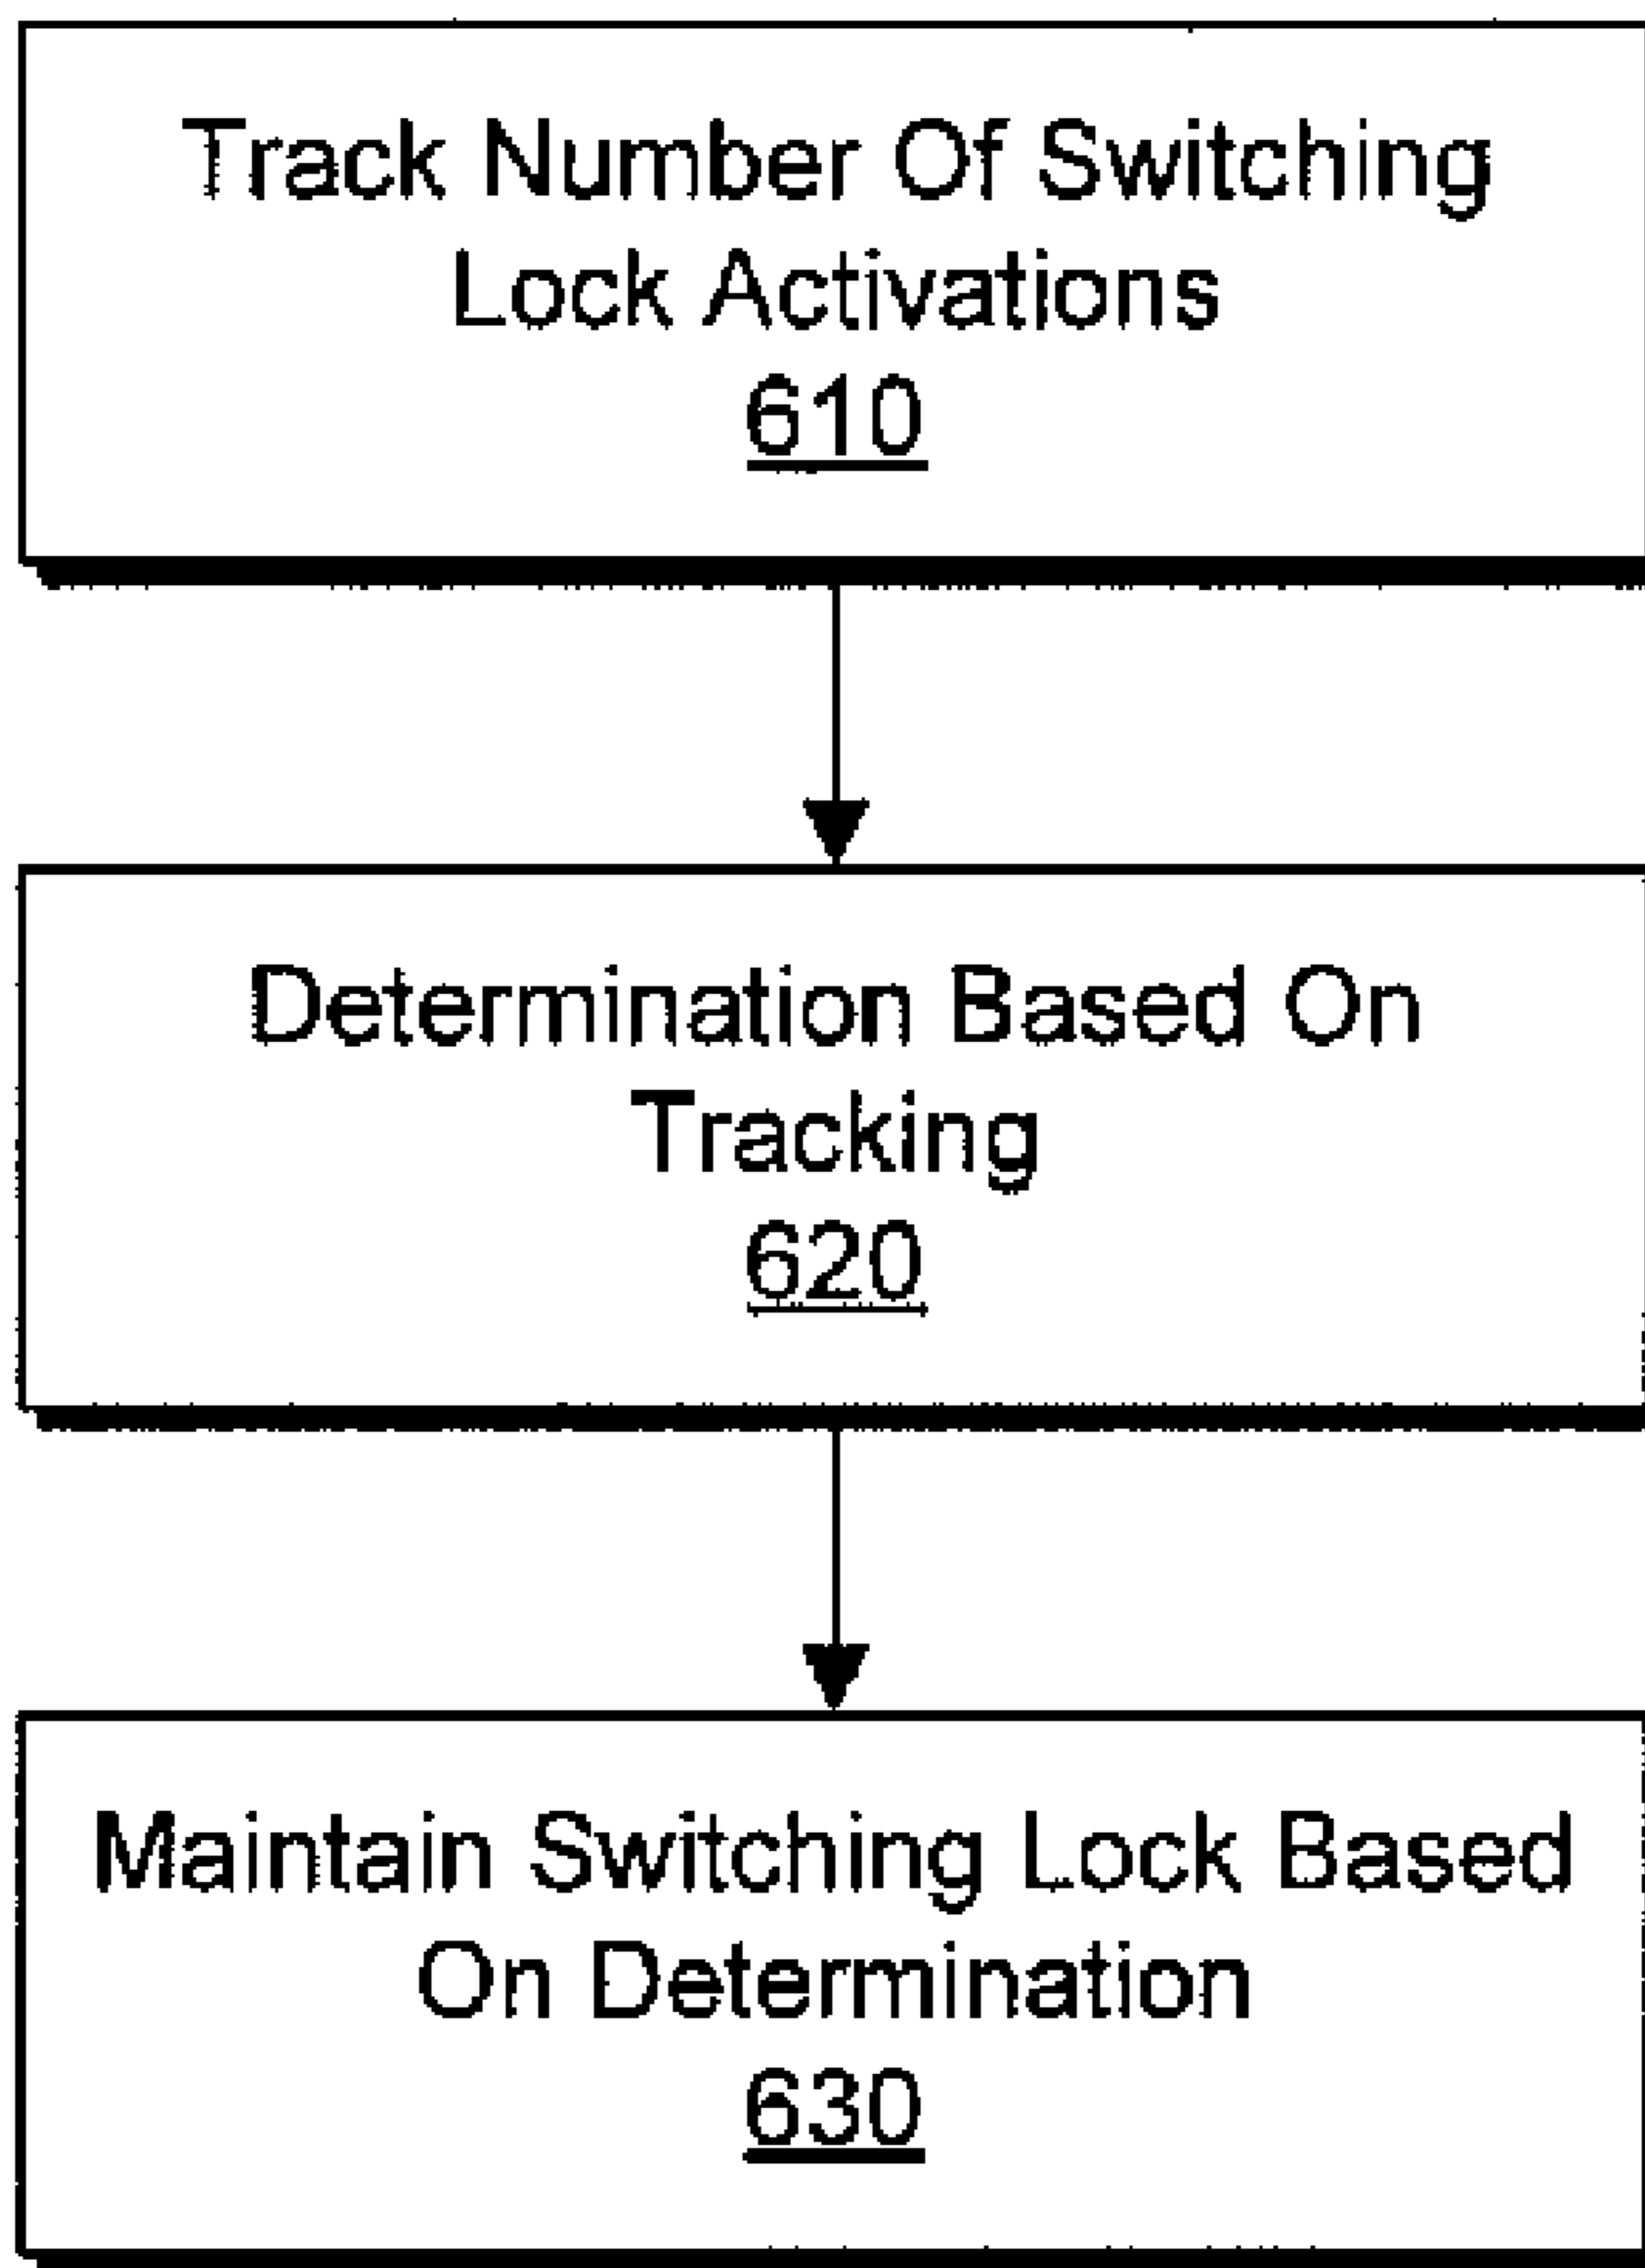 Track Number Of Switching
Lock Activations
610
Determination Based On
Tracking
620
Maintain Switching Lock Based
On Determination
630